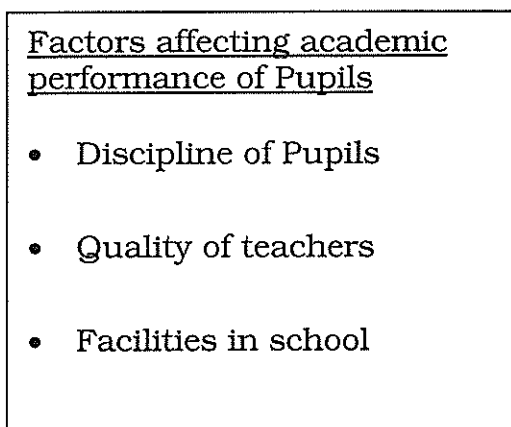 Factors affecting academic
performance of Pupils
• Discipline of Pupils
• Quality of teachers
• Facilities in school